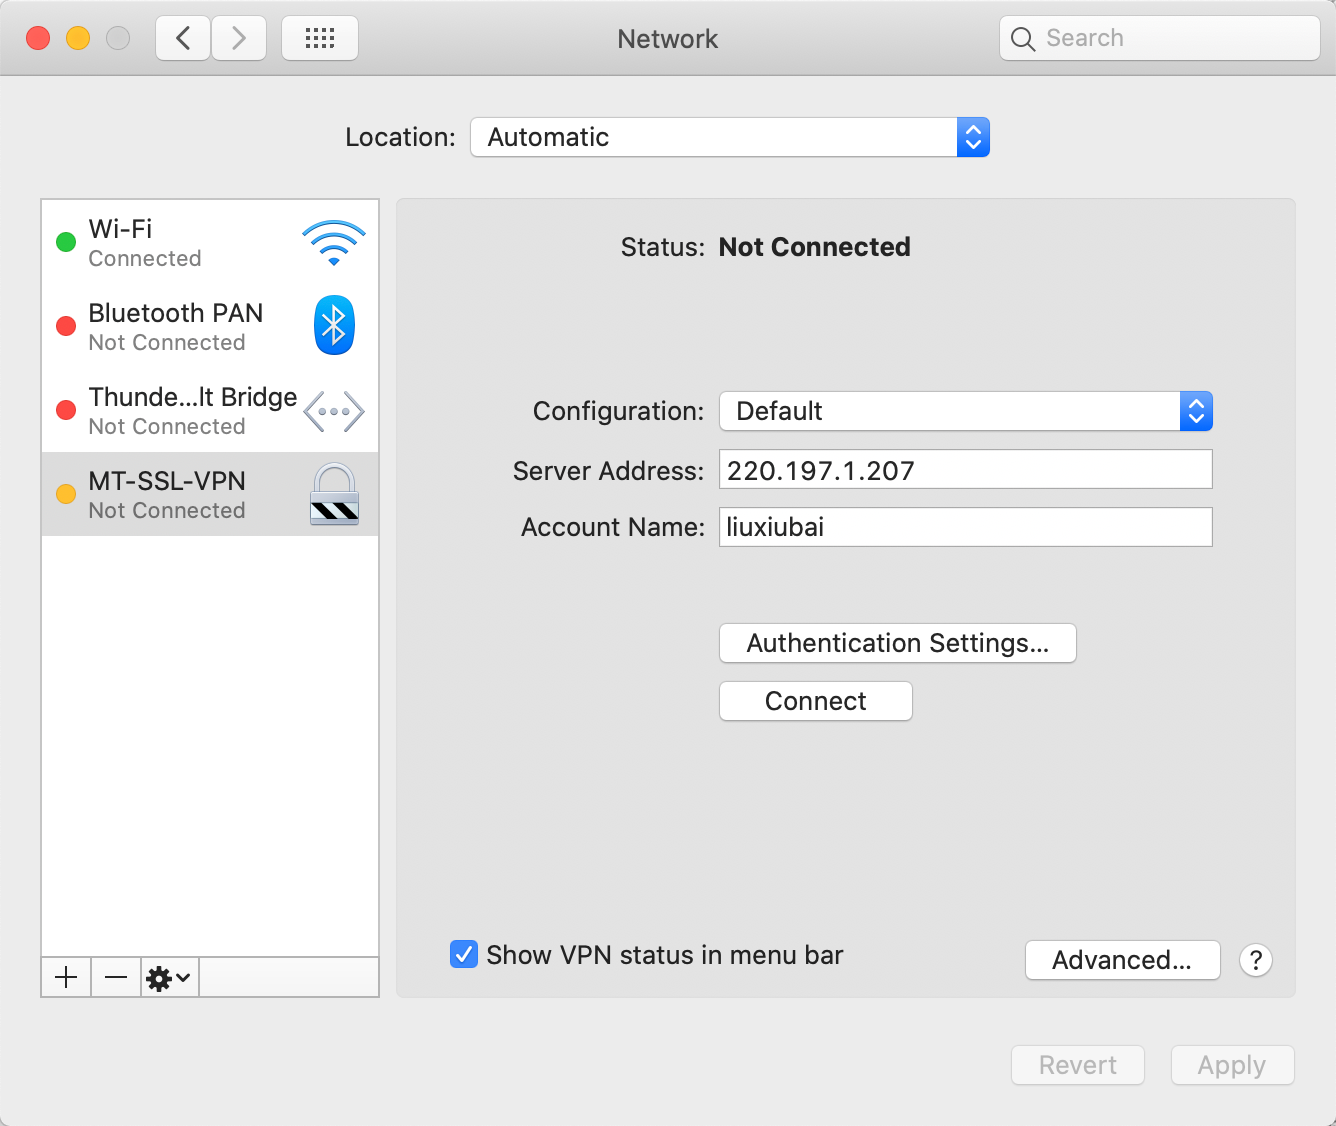 Network
Search
Location: Automatic
Wi-Fi
Connected
Bluetooth PAN
Not Connected
Thunde...lt Bridge
Not Connected
MT-SSL-VPN
Not Connected
Status: Not Connected
Configuration: Default
Server Address: 220.197.1.207
Account Name: liuxiubai
Authentication Settings...
Connect
Show VPN status in menu bar
Advanced...
?
Revert
Apply